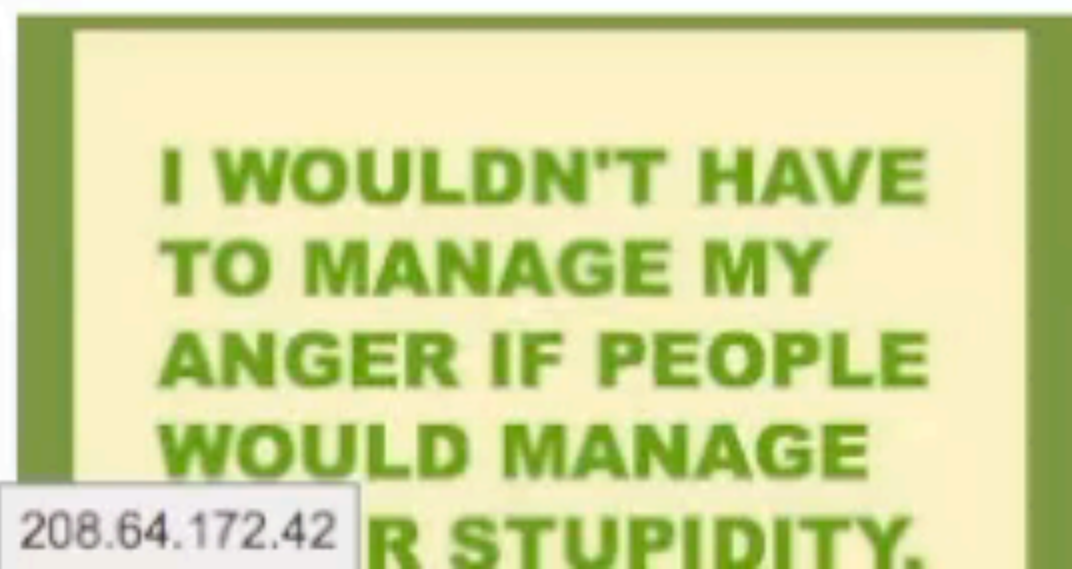 I WOULDN'T HAVE
TO MANAGE MY
ANGER IF PEOPLE
WOULD MANAGE
R STUPIDITY.
208.64.172.42